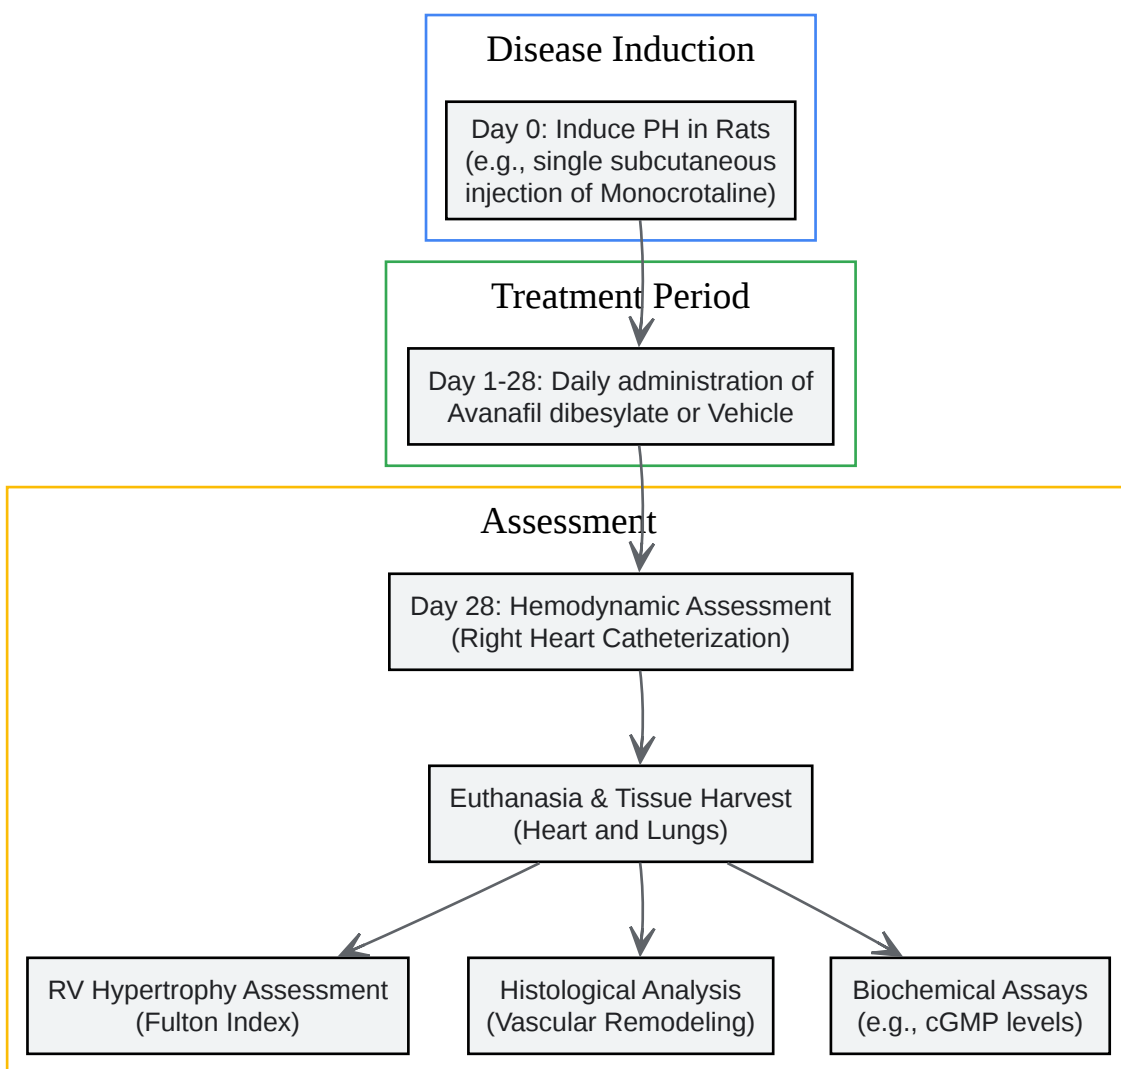 Disease Induction
Day 0: Induce PH in Rats
(e.g., single subcutaneous
injection of Monocrotaline)
Treatment Period
Day 1-28: Daily administration of
Avanafil dibesylate or Vehicle
Assessment
Day 28: Hemodynamic Assessment
(Right Heart Catheterization)
Euthanasia & Tissue Harvest
(Heart and Lungs)
RV Hypertrophy Assessment
(Fulton Index)
Histological Analysis
(Vascular Remodeling)
Biochemical Assays
(e.g., cGMP levels)